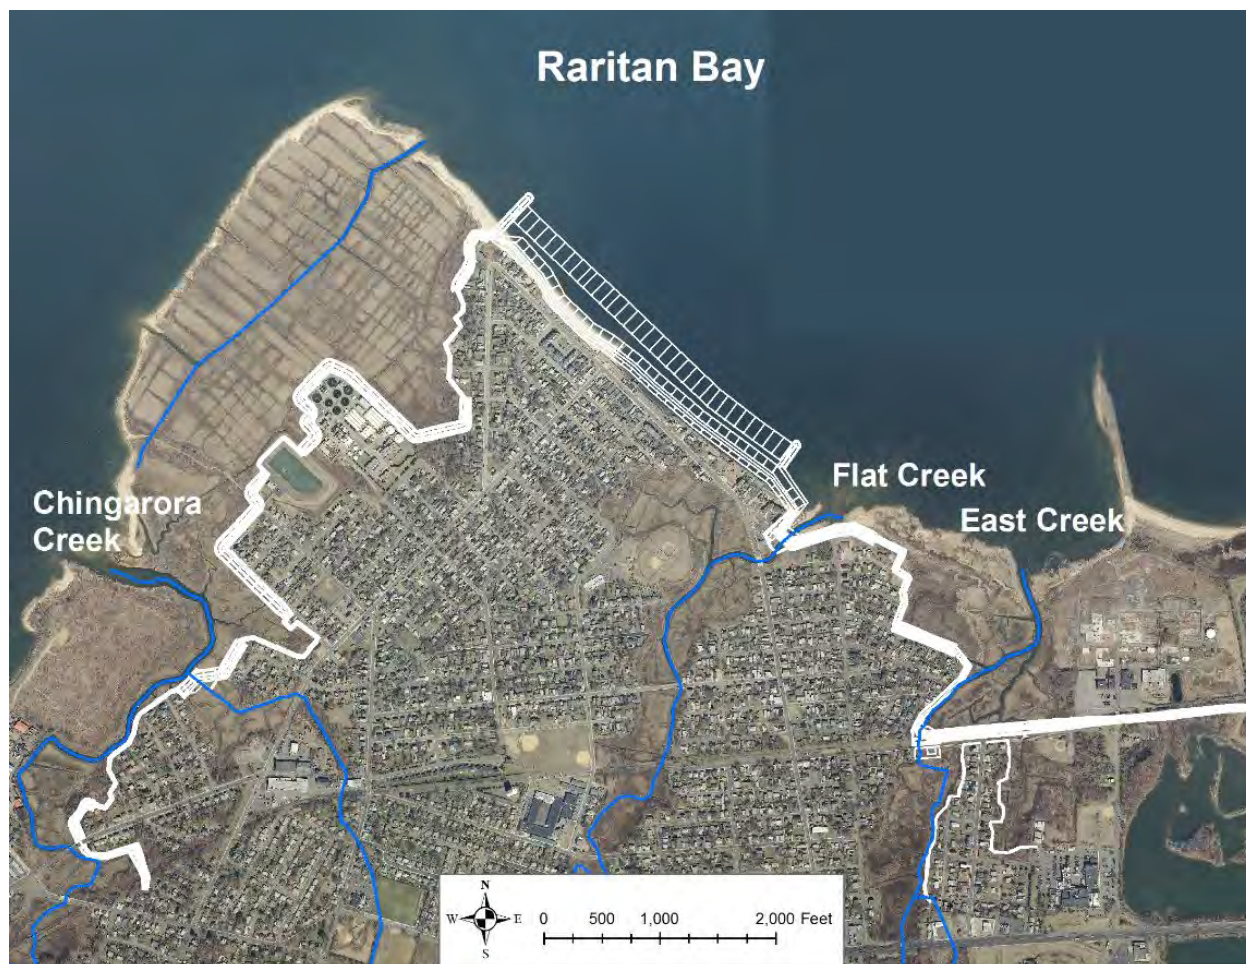 Raritan Bay
Flat Creek
Chingarora
Creek
East Creek
N
W E
S
0 500 1,000 2,000 Feet